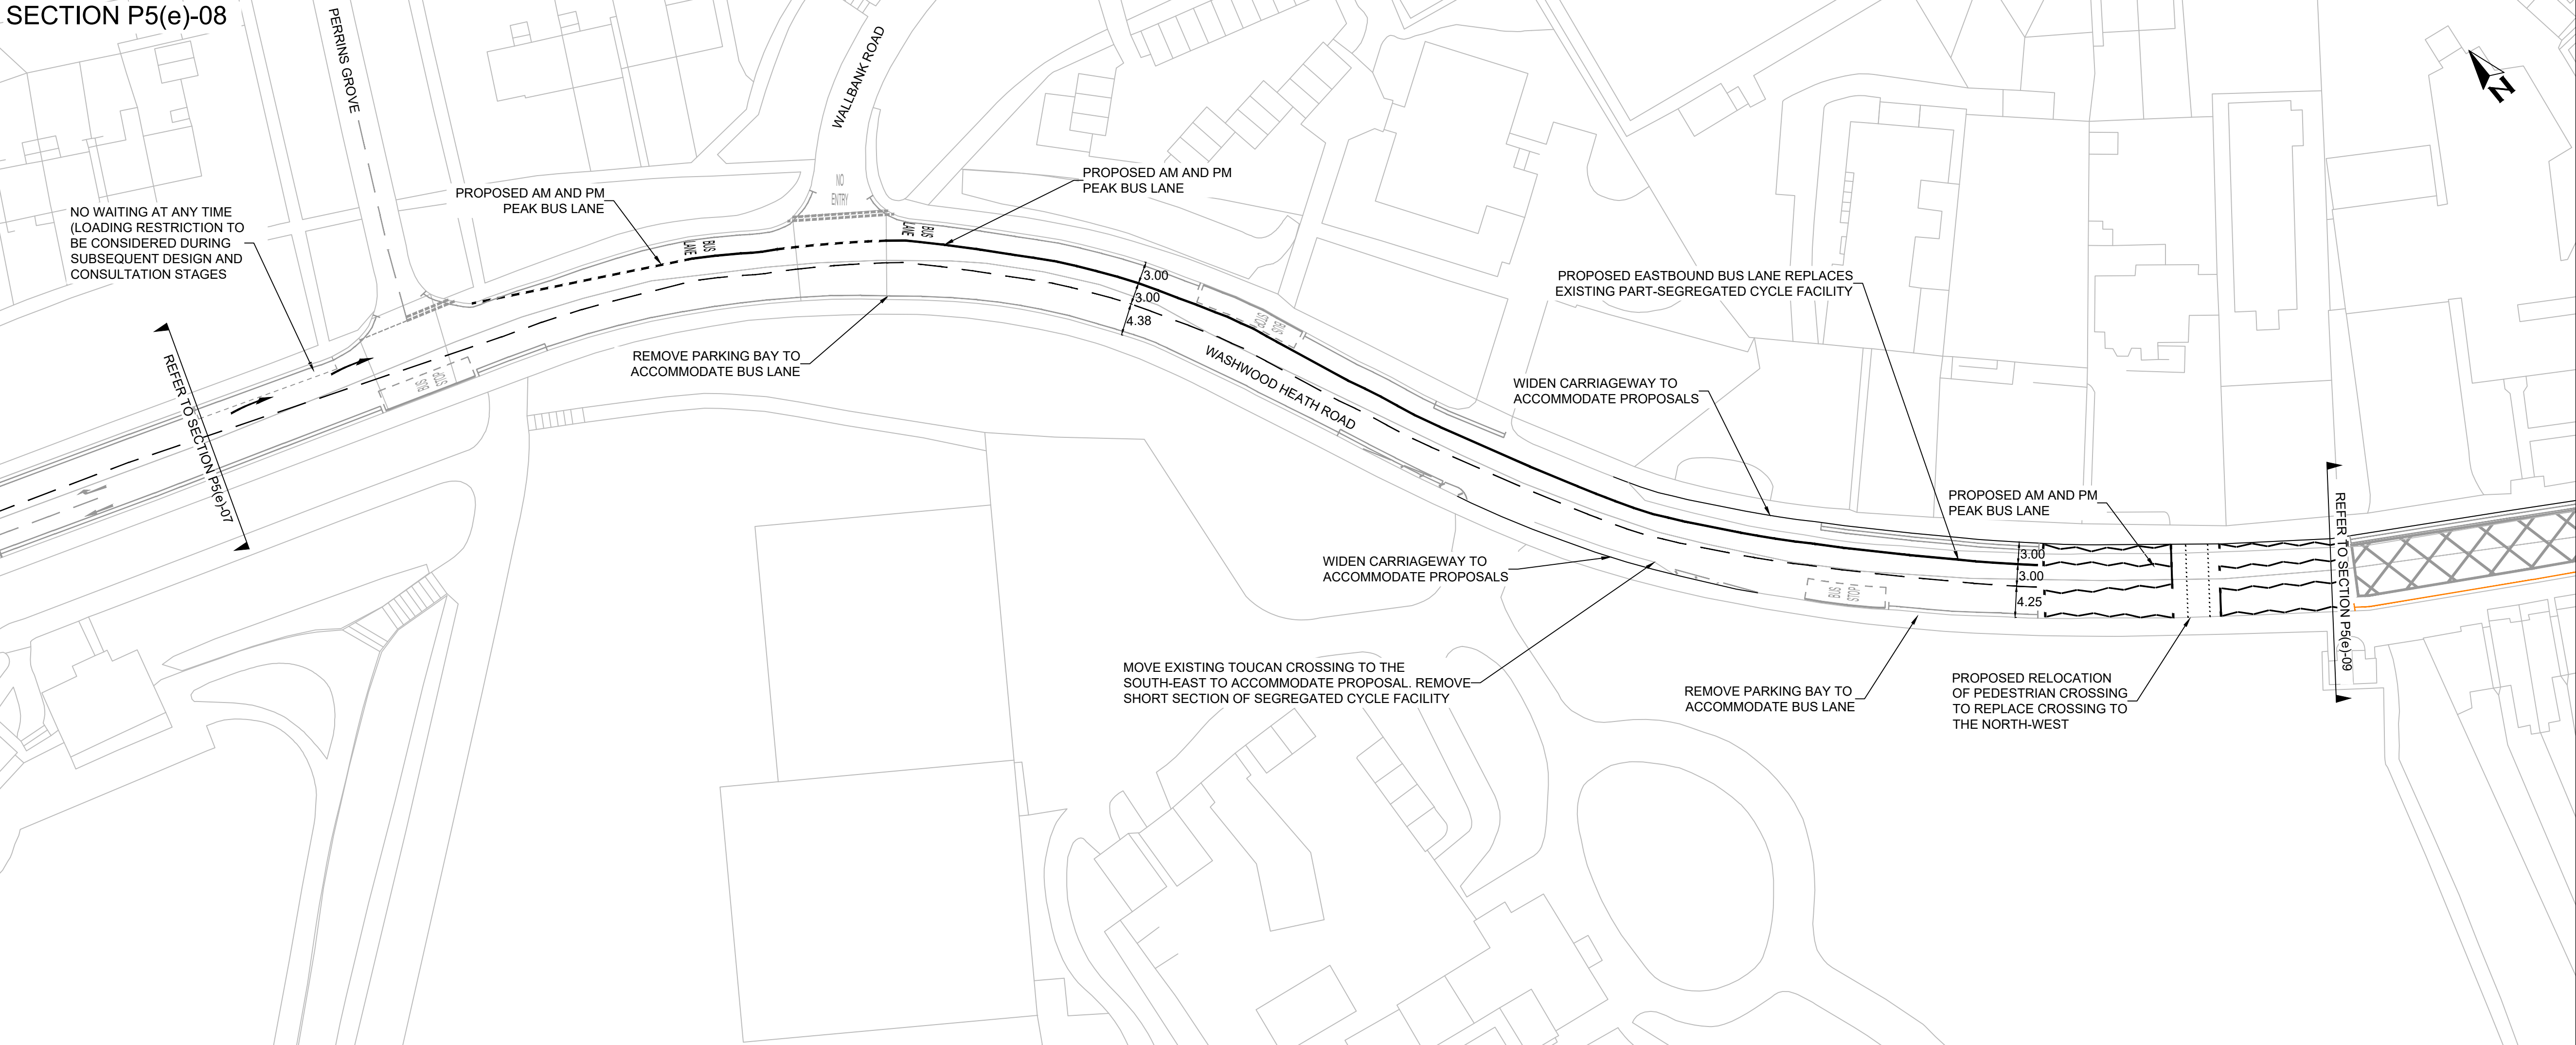 SECTION P5(e)-08
PERRINS GROVE
WALLBANK ROAD
N
NO WAITING AT ANY TIME
(LOADING RESTRICTION TO
BE CONSIDERED DURING
SUBSEQUENT DESIGN AND
CONSULTATION STAGES
PROPOSED AM AND PM
PEAK BUS LANE
NO
ENTRY
PROPOSED AM AND PM
PEAK BUS LANE
BUS
LANE
BUS
LANE
REFER TO SECTION P5(e)-07
BUS
STOP
REMOVE PARKING BAY TO
ACCOMMODATE BUS LANE
3.00
3.00
4.38
BUS
STOP
WASHWOOD HEATH ROAD
PROPOSED EASTBOUND BUS LANE REPLACES
EXISTING PART-SEGREGATED CYCLE FACILITY
WIDEN CARRIAGEWAY TO
ACCOMMODATE PROPOSALS
PROPOSED AM AND PM
PEAK BUS LANE
WIDEN CARRIAGEWAY TO
ACCOMMODATE PROPOSALS
3.00
3.00
4.25
BUS
STOP
REFER TO SECTION P5(e)-09
MOVE EXISTING TOUCAN CROSSING TO THE
SOUTH-EAST TO ACCOMMODATE PROPOSAL. REMOVE
SHORT SECTION OF SEGREGATED CYCLE FACILITY
REMOVE PARKING BAY TO
ACCOMMODATE BUS LANE
PROPOSED RELOCATION
OF PEDESTRIAN CROSSING
TO REPLACE CROSSING TO
THE NORTH-WEST